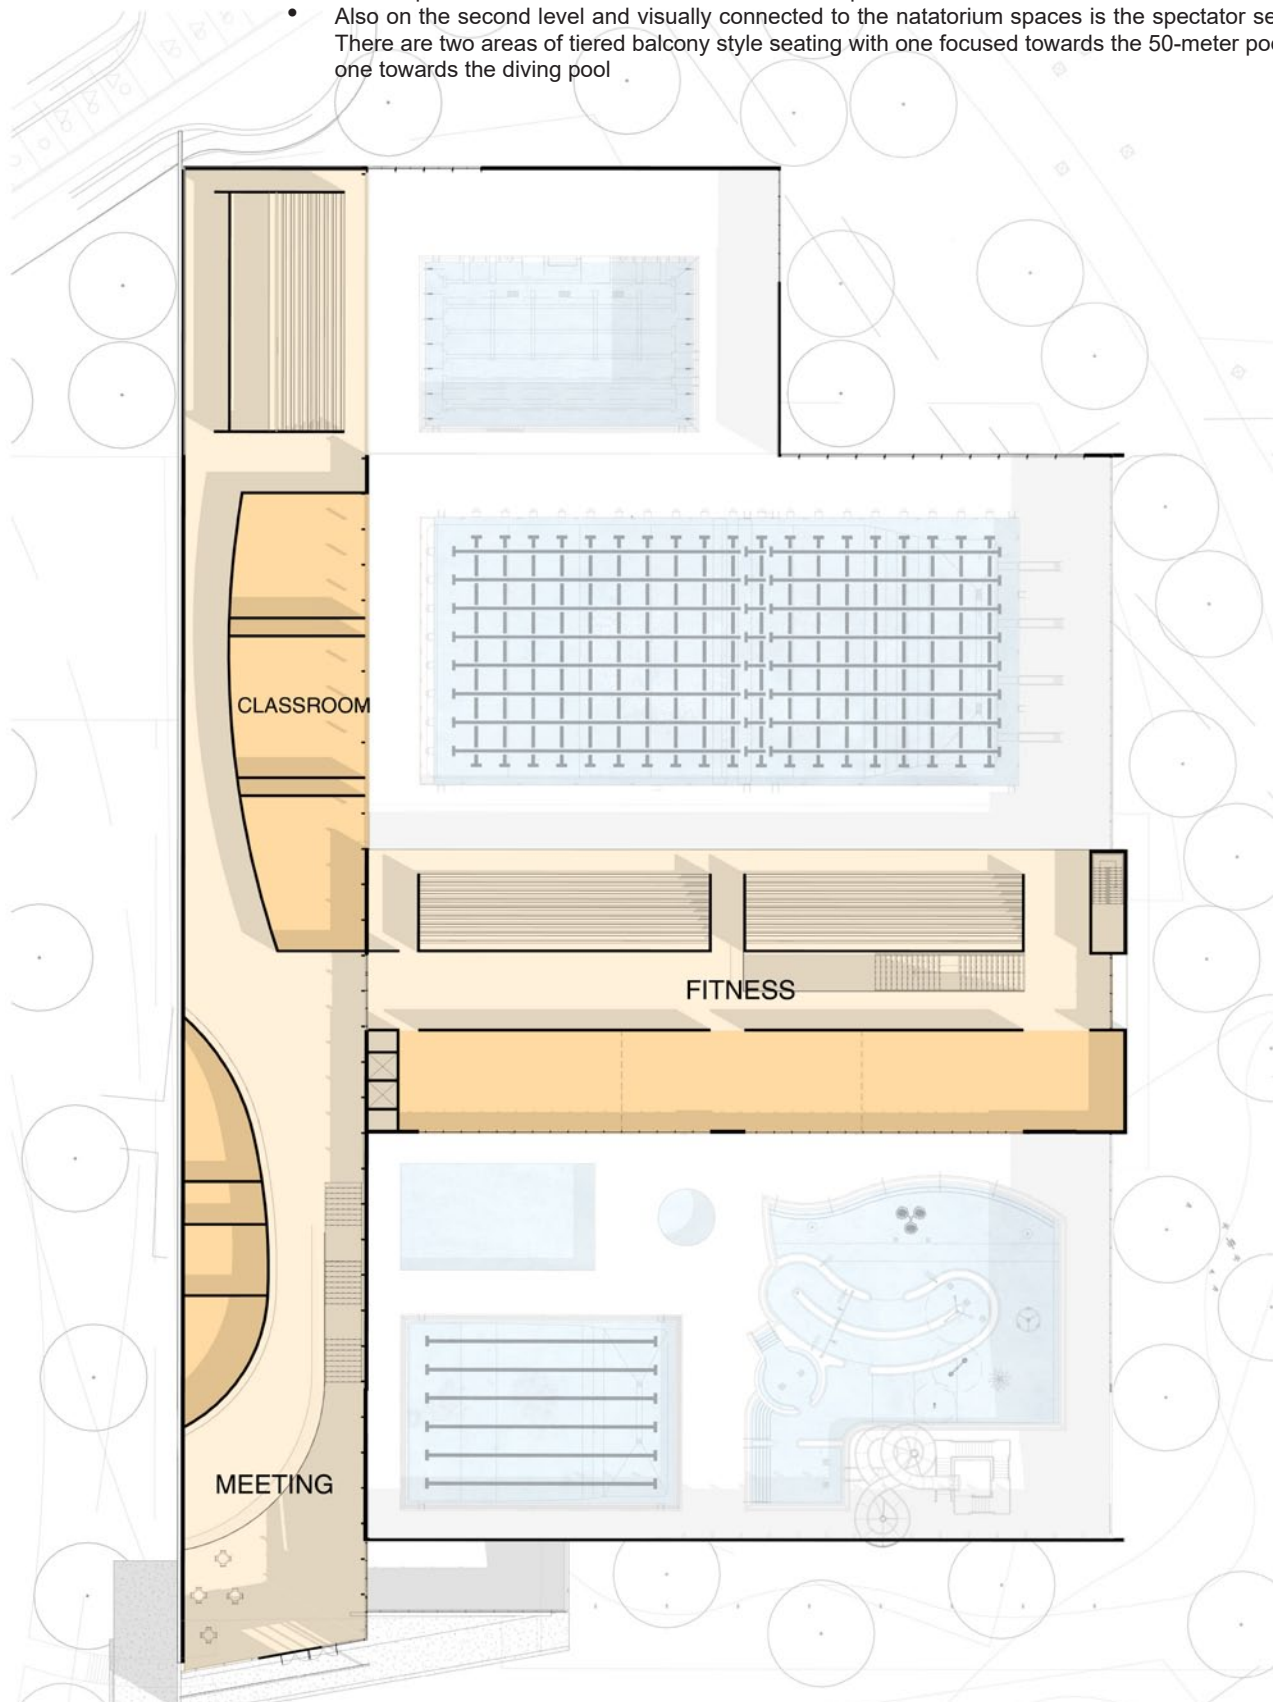 • Also on the second level and visually connected to the natatorium spaces is the spectator
There are two areas of tiered balcony style seating with one focused towards the 50-meter
one towards the diving pool
CLASSROOM
FITNESS
MEETING